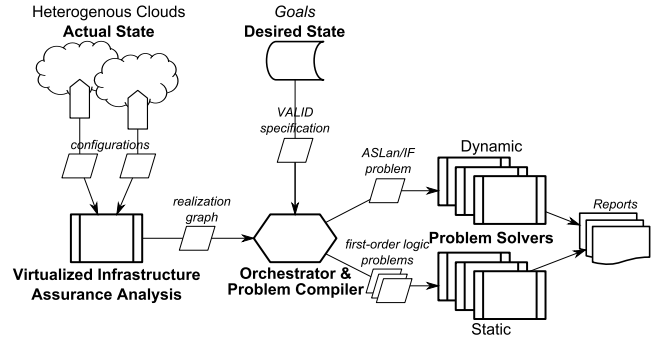 Heterogenous Clouds
Actual State
Goals
Desired State
configurations
VALID
specification
ASLan/IF
problem
Dynamic
realization
graph
Reports
Problem Solvers
first-order logic
problems
Virtualized Infrastructure
Assurance Analysis
Orchestrator &
Problem Compiler
Static